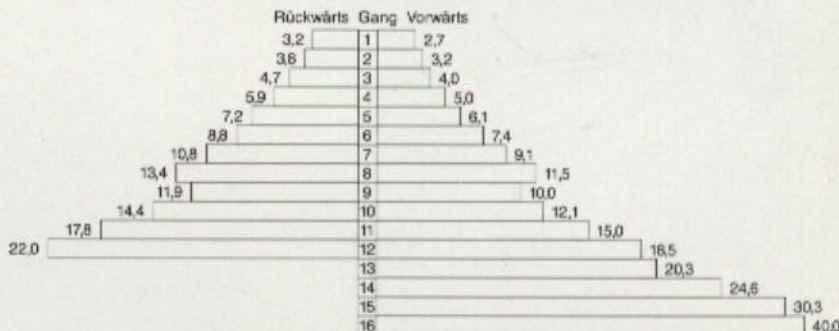 Rückwärts Gang Vorwärts
3,2 1 2,7
3,8 2 3,2
4,7 3 4,0
5,9 4 5,0
7,2 5 6,1
8,8 6 7,4
10,8 7 9,1
13,4 8 11,5
11,9 9 10,0
14,4 10 12,1
17,8 11 15,0
22,0 12 18,5
13 20,3
14 24,6
15 30,3
16 40,0